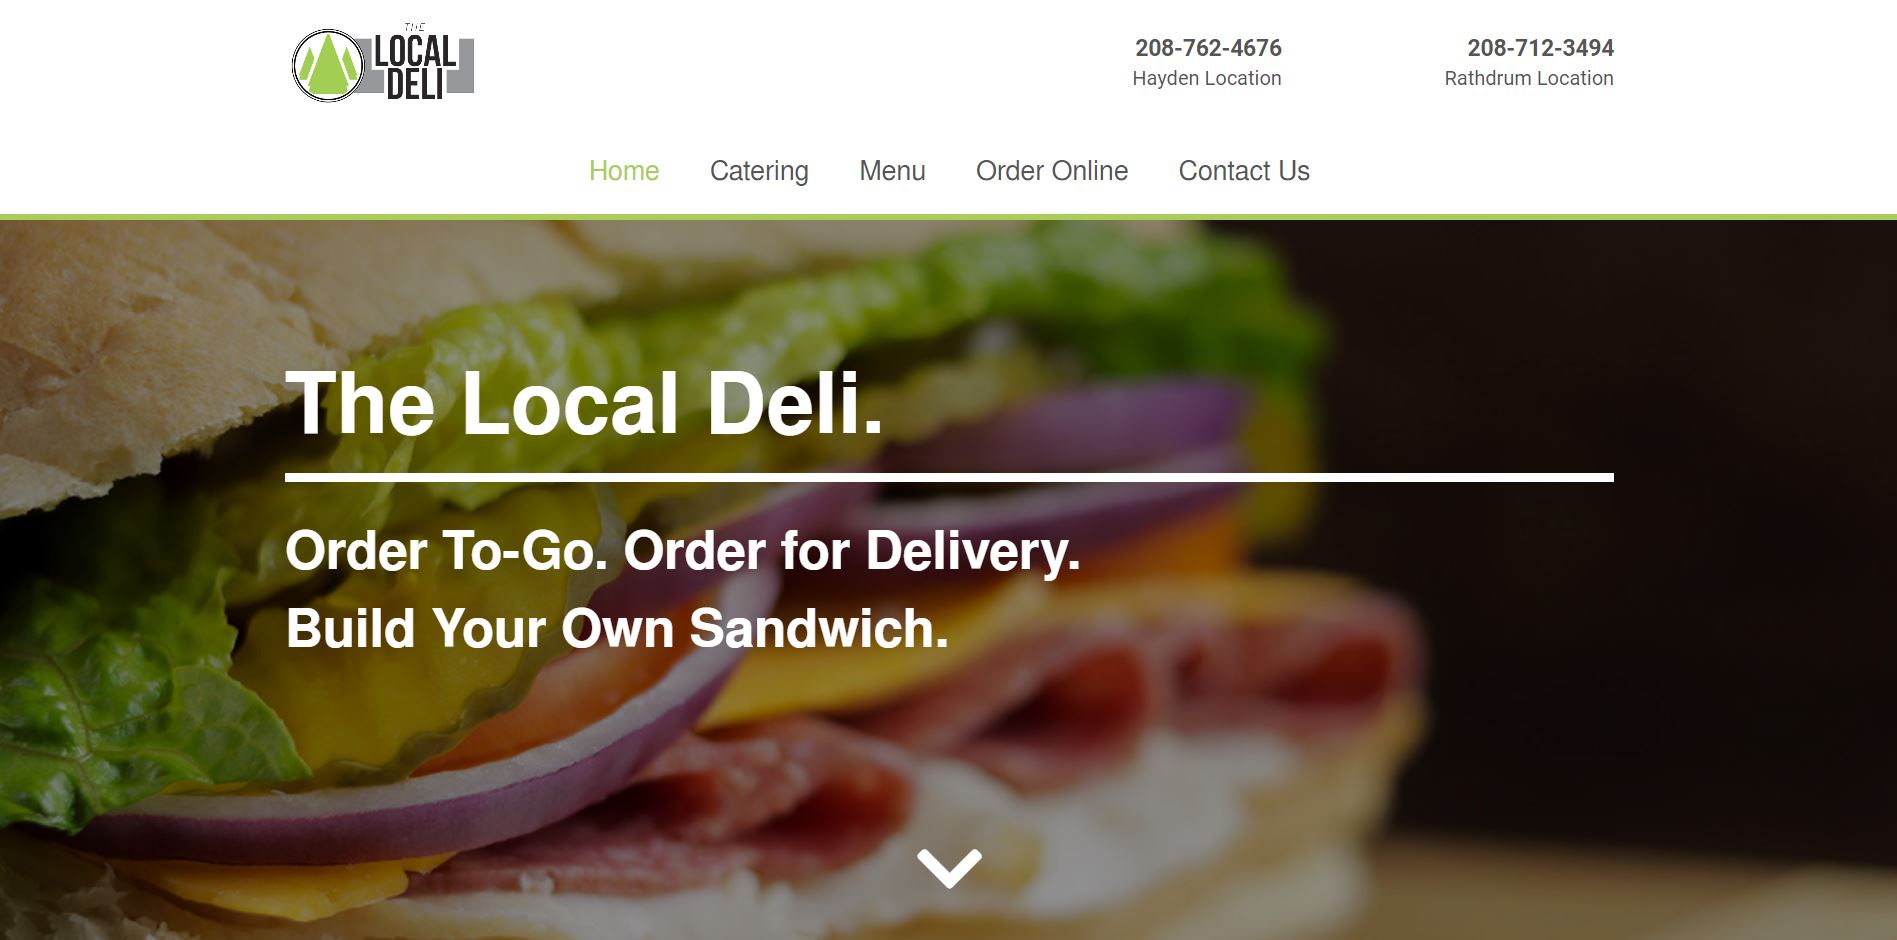 THE
LOCAL
DELI
208-762-4676
Hayden Location
208-712-3494
Rathdrum Location
Home Catering Menu Order Online Contact Us
The Local Deli.
Order To-Go. Order for Delivery.
Build Your Own Sandwich.